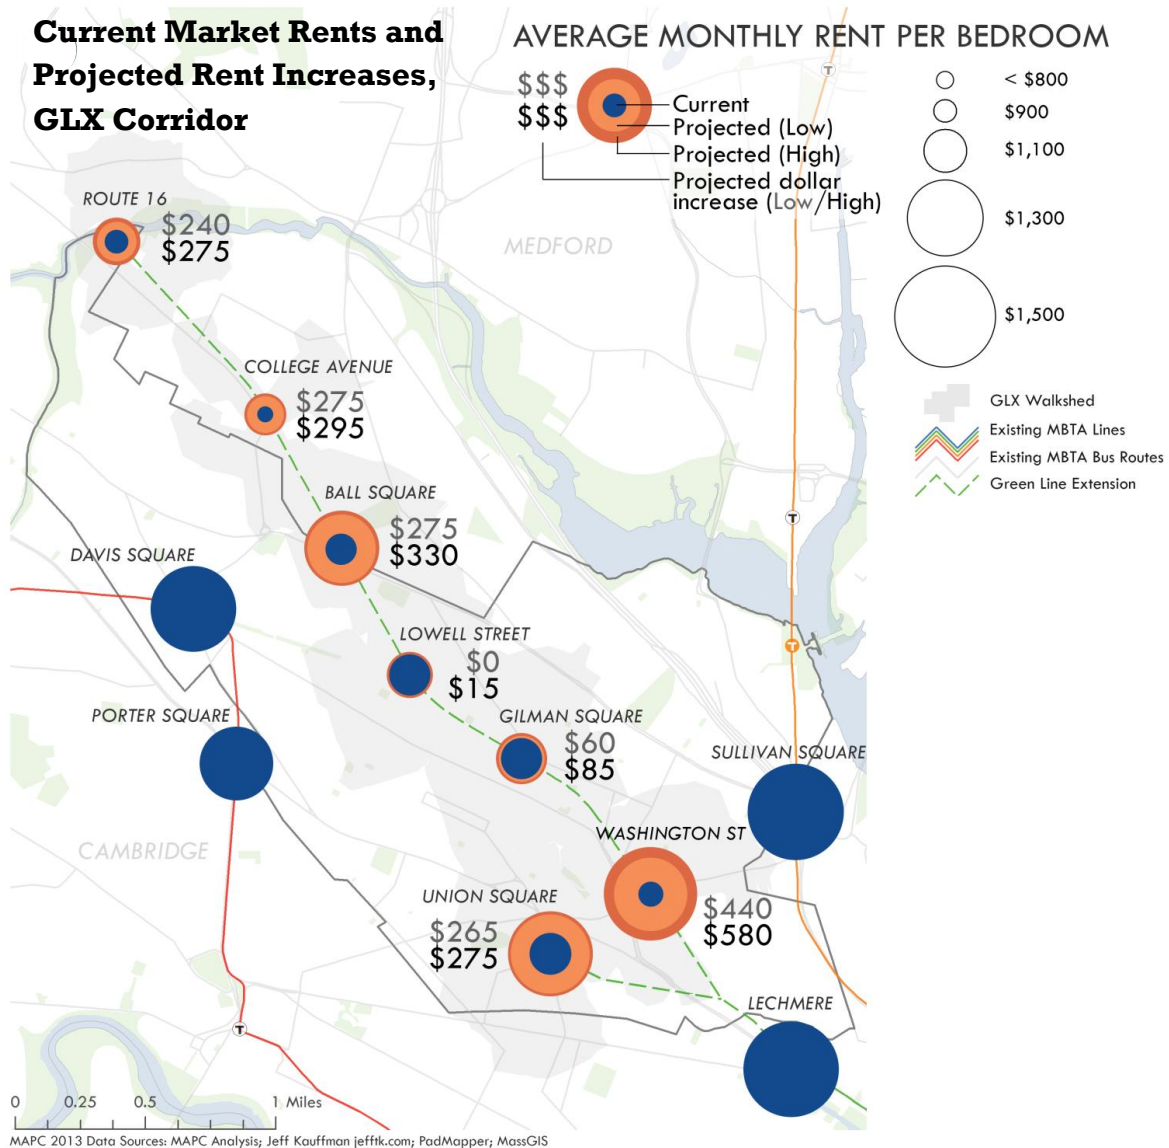 Current Market Rents and
Projected Rent Increases,
GLX Corridor
AVERAGE MONTHLY RENT PER BEDROOM
$$$
$$$
Current
Projected (Low)
Projected (High)
Projected dollar
increase (Low/High)
< $800
$900
$1,100
$1,300
$1,500
GLX Walkshed
Existing MBTA Lines
Existing MBTA Bus Routes
Green Line Extension
T
ROUTE 16
$240
$275
MEDFORD
COLLEGE AVENUE
$275
$295
BALL SQUARE
$275
$330
T
DAVIS SQUARE
LOWELL STREET
$0
$15
T
PORTER SQUARE
GILMAN SQUARE
$60
$85
SULLIVAN SQUARE
CAMBRIDGE
WASHINGTON ST
$440
$580
UNION SQUARE
$265
$275
LECHMERE
T
0 0.25 0.5 1 Miles
MAPC 2013 Data Sources: MAPC Analysis; Jeff Kauffman jefftk.com; PadMapper; MassGIS